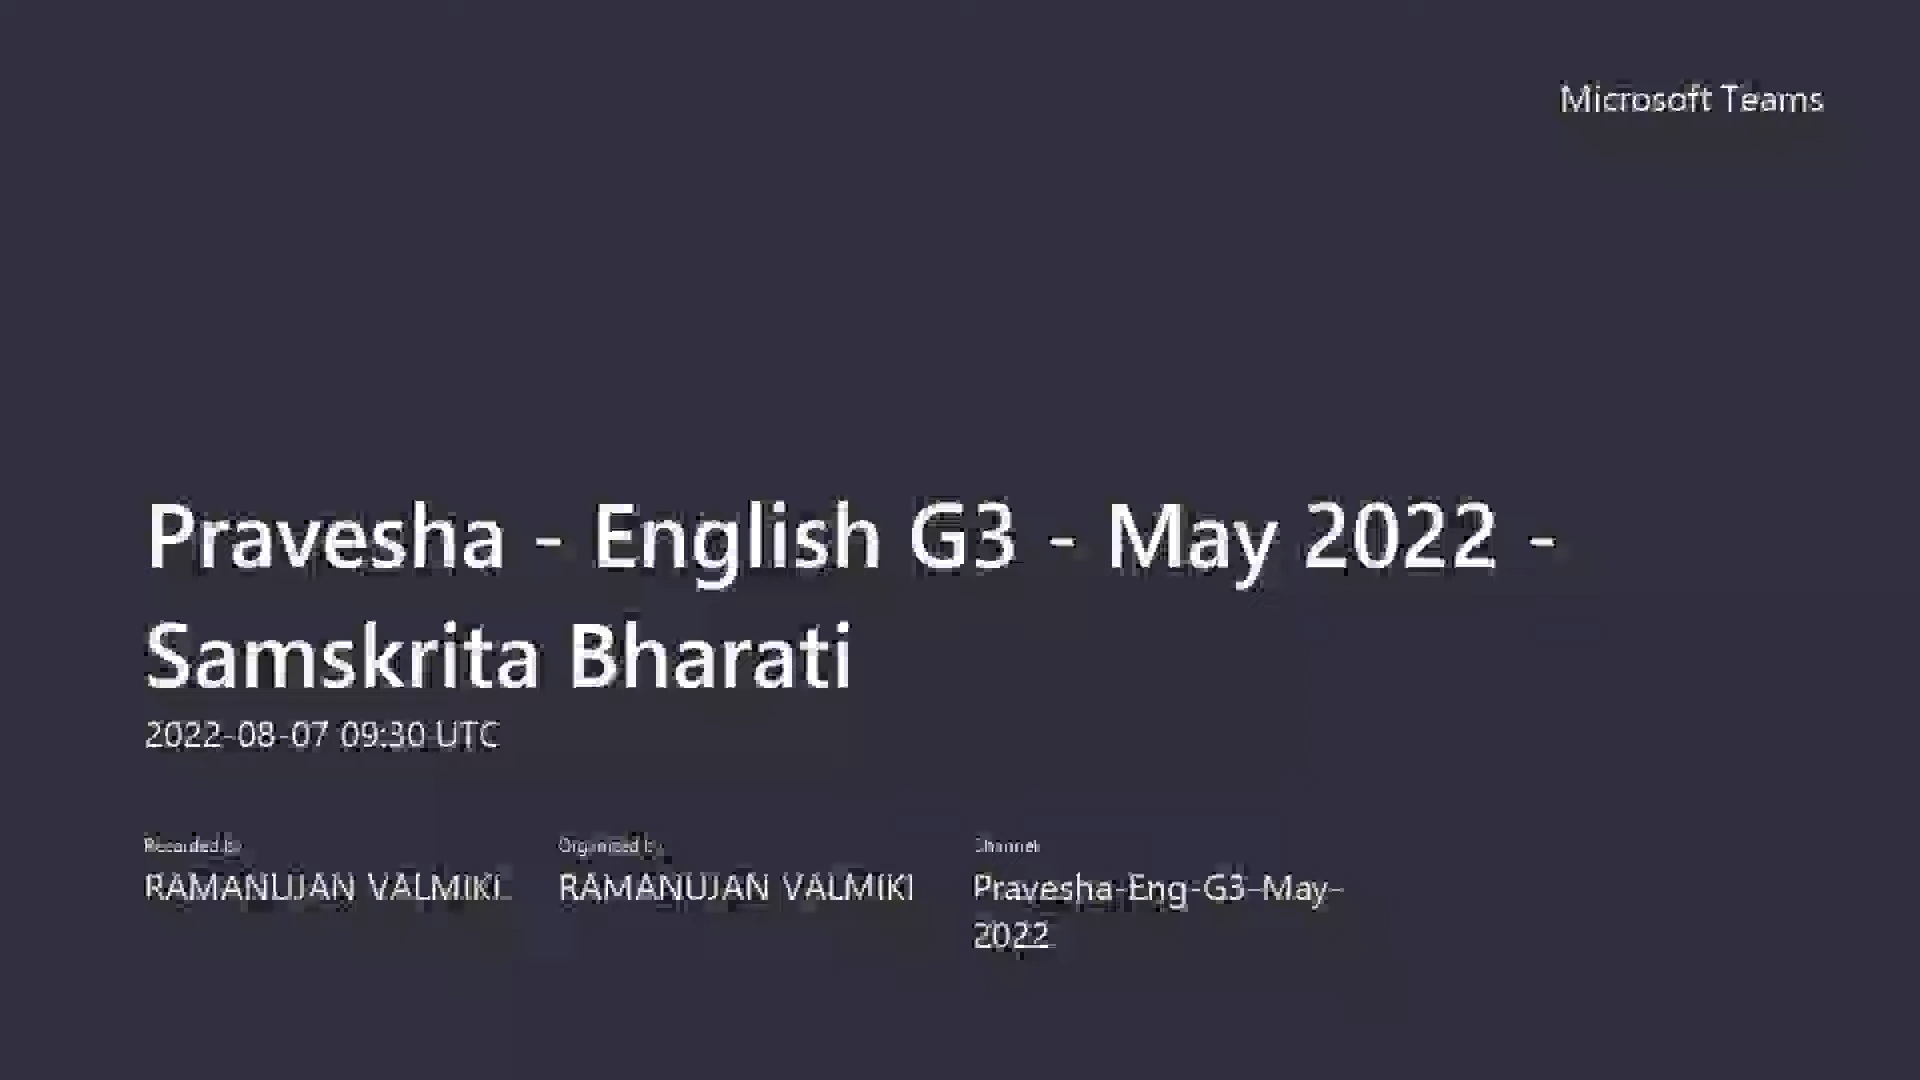 Microsoft Teams
Pravesha - English G3 - May 2022 -
Samskrita Bharati
2022-08-07 09:30 UTC
Recorded by
Organized by
Channel
RAMANUJAN VALMIKI
RAMANUJAN VALMIKI
Pravesha-Eng-G3-May-
2022